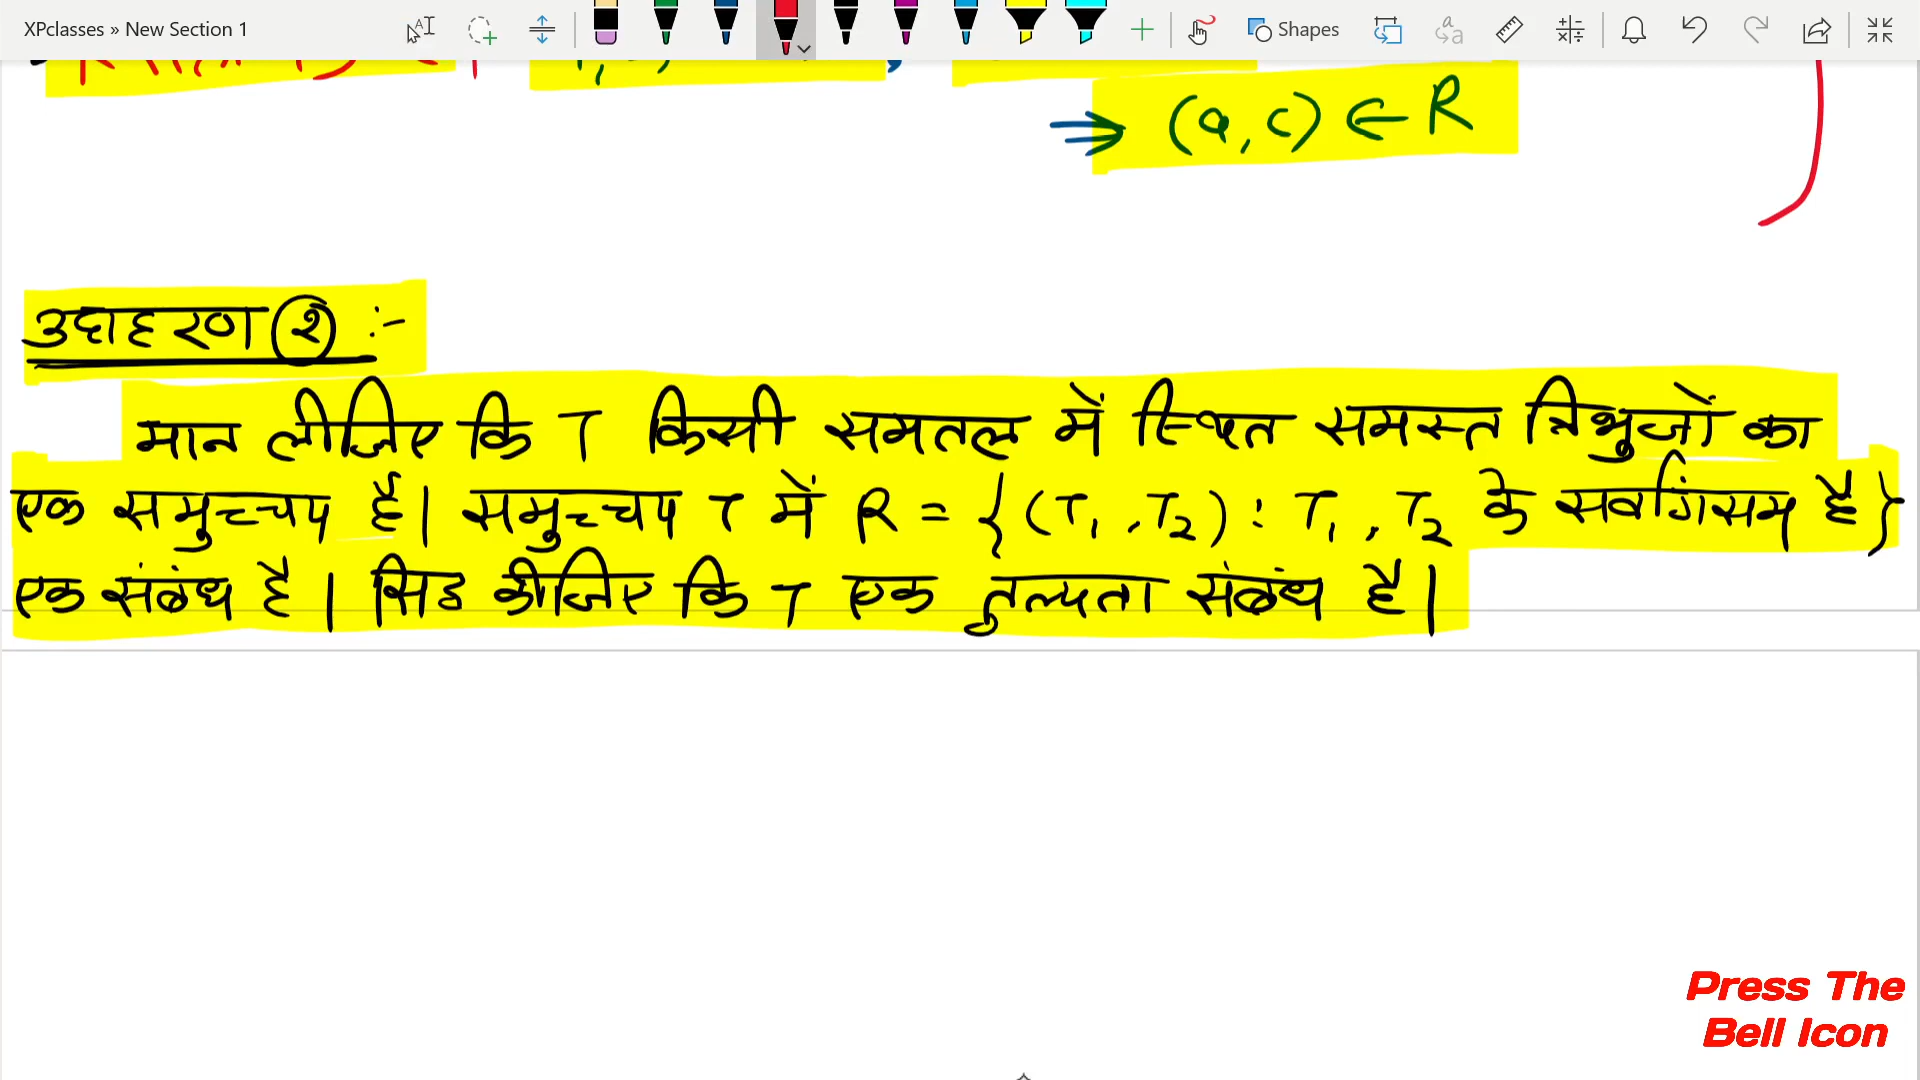 XPclasses » New Section 1
Shapes
⇒ (a, c) ∈ R
उदाहरण २ :-
मान लीजिए कि T किसी समतल में स्थित समस्त त्रिभुजों का
एक समुच्चय है। समुच्चय T में R = {(T₁, T₂) : T₁, T₂ के सर्वांगसम है}
एक संबंध है। सिद्ध कीजिए कि T एक तुल्यता संबंध है।
Press The
Bell Icon